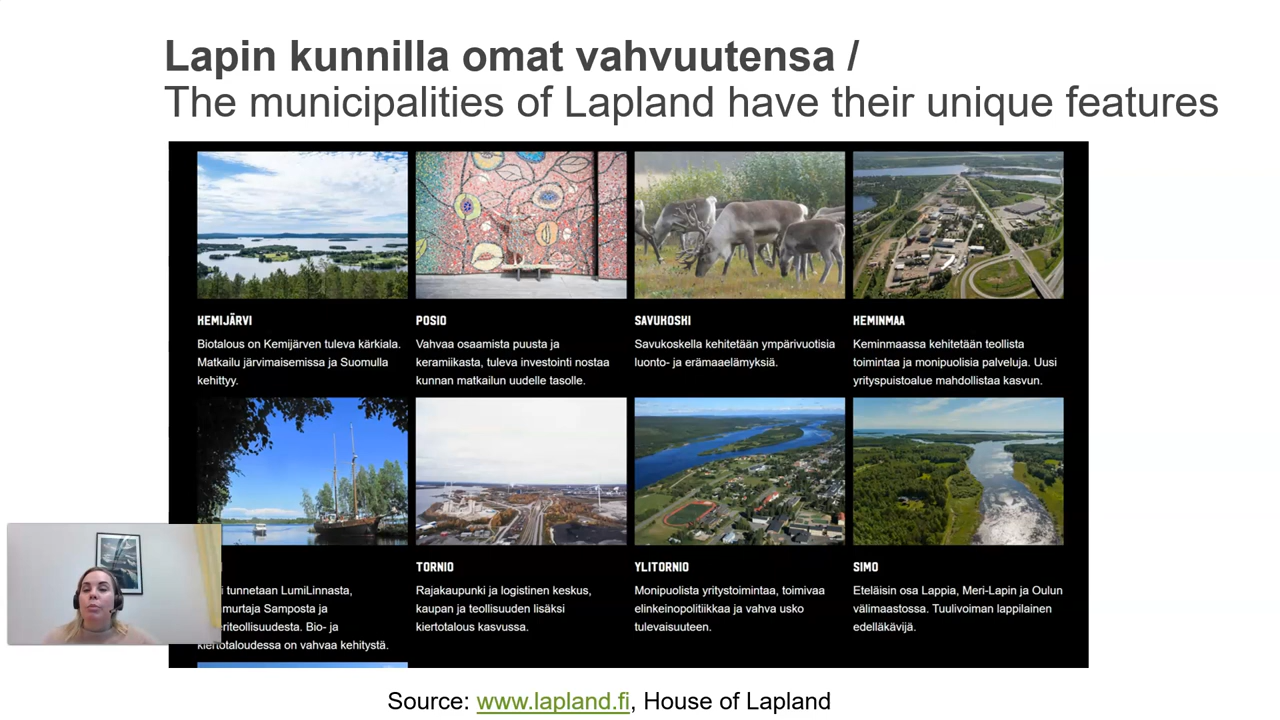 Lapin kunnilla omat vahvuutensa /
The municipalities of Lapland have their unique features
KEMIJÄRVI
Biotalous on Kemijärven tuleva kärkiala.
Matkailu järvimaisemissa ja Suomulla
kehittyy.
POSIO
Vahvaa osaamista puusta ja
keramiikasta, tuleva investointi nostaa
kunnan matkailun uudelle tasolle.
SAVUKOSKI
Savukoskella kehitetään ympärivuotisia
luonto- ja erämaaelämyksiä.
KEMINMAA
Keminmaassa kehitetään teollista
toimintaa ja monipuolisia palveluja. Uusi
yrityspuistoalue mahdollistaa kasvun.
tunnetaan LumiLinnasta,
murtaja Samposta ja
riteollisuudesta. Bio- ja
kiertotaloudessa on vahvaa kehitystä.
TORNIO
Rajakaupunki ja logistinen keskus,
kaupan ja teollisuuden lisäksi
kiertotalous kasvussa.
YLITORNIO
Monipuolista yritystoimintaa, toimivaa
elinkeinopolitiikkaa ja vahva usko
tulevaisuuteen.
SIMO
Eteläisin osa Lappia, Meri-Lapin ja Oulun
välimaastossa. Tuulivoiman lappilainen
edelläkävijä.
Source: www.lapland.fi, House of Lapland